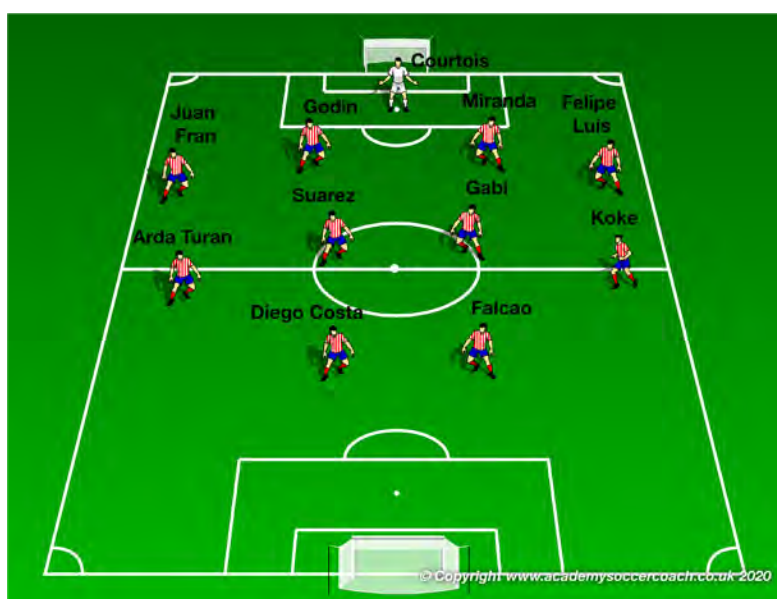 Courtois
Juan
Fran
Godin
Miranda
Felipe
Luis
Suarez
Gabi
Koke
Arda Turan
Diego Costa
Falcao
© Copyright www.academysoccercoach.co.uk 2020